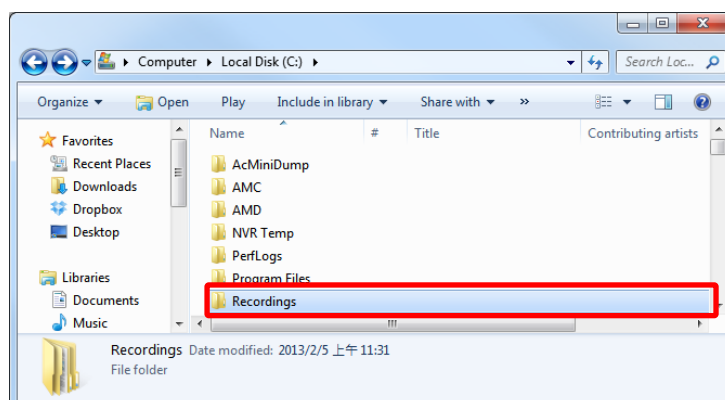 Computer Local Disk (C:)
Search Loc...
Organize Open Play Include in library Share with »
Favorites
Recent Places
Downloads
Dropbox
Desktop
Libraries
Documents
Music
Name # Title Contributing artists
AcMiniDump
AMC
AMD
NVR Temp
PerfLogs
Program Files
Recordings
Recordings Date modified: 2013/2/5 上午 11:31
File folder